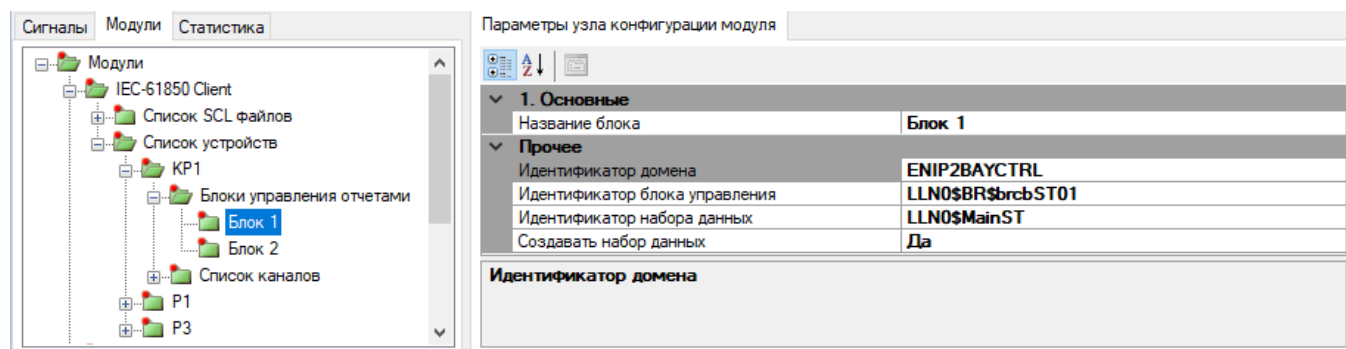 Сигналы Модули Статистика
Модули
IEC-61850 Client
Список SCL файлов
Список устройств
КР1
Блоки управления отчетами
Блок 1
Блок 2
Список каналов
Р1
Р3
Параметры узла конфигурации модуля
1. Основные
Название блока Блок 1
Прочее
Идентификатор домена ENIP2BAYCTRL
Идентификатор блока управления LLN0$BR$brcbST01
Идентификатор набора данных LLN0$MainST
Создавать набор данных Да
Идентификатор домена